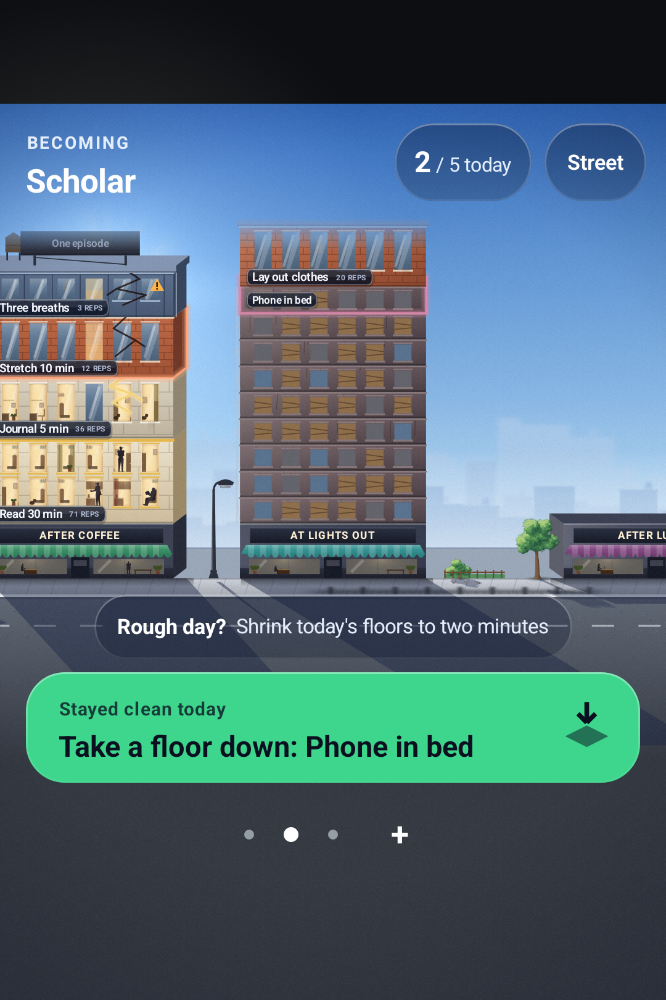 BECOMING
Scholar
2 / 5 today
Street
One episode
Three breaths 3 REPS
Stretch 10 min 12 REPS
Journal 5 min 36 REPS
Read 30 min 71 REPS
AFTER COFFEE
Lay out clothes 20 REPS
Phone in bed
AT LIGHTS OUT
AFTER LU
Rough day? Shrink today's floors to two minutes
Stayed clean today
Take a floor down: Phone in bed
+